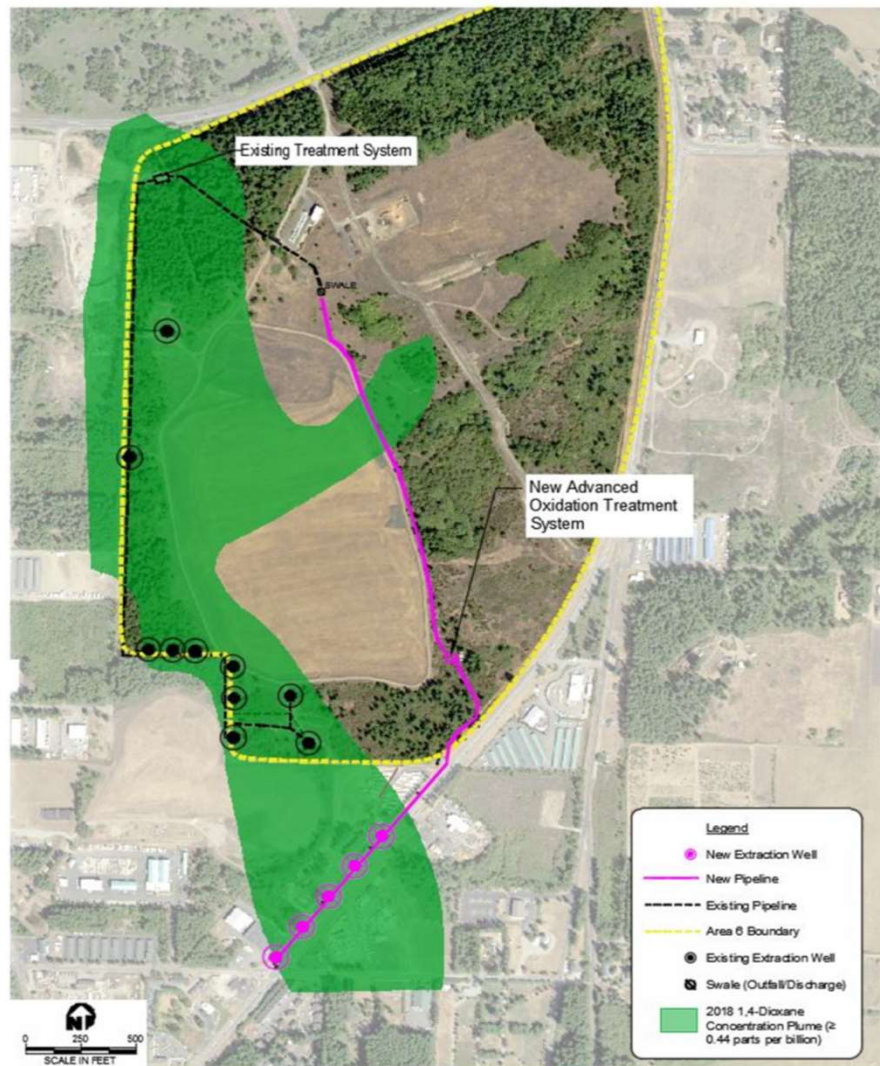 Existing Treatment System
SWALE
New Advanced
Oxidation Treatment
System
Legend
New Extraction Well
New Pipeline
Existing Pipeline
Area 6 Boundary
Existing Extraction Well
Swale (Outfall/Discharge)
2018 1,4-Dioxane
Concentration Plume (≥
0.44 parts per billion)
N
0 250 500
SCALE IN FEET